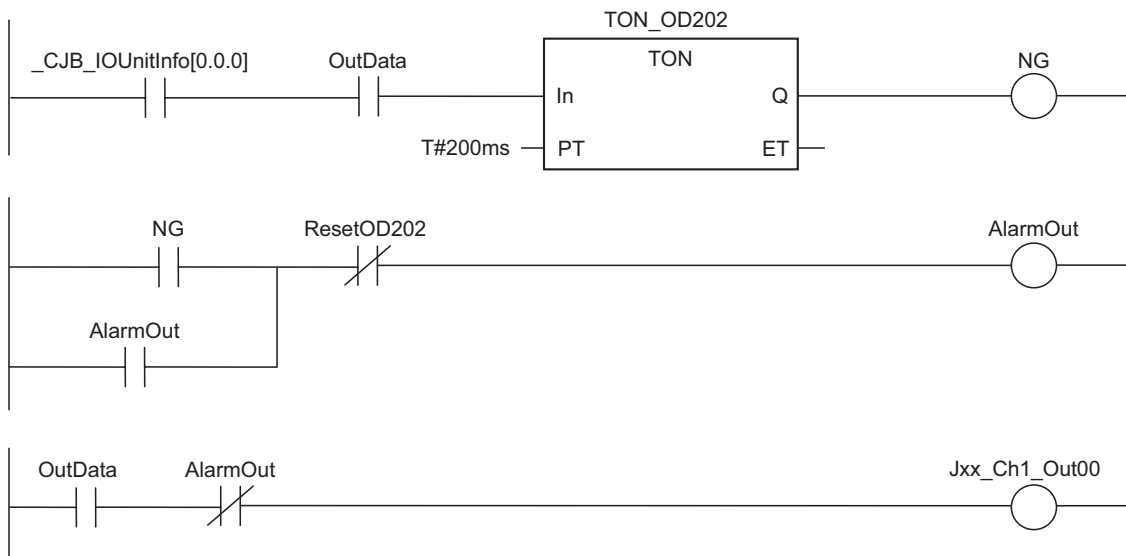 TON_OD202
_CJB_IOUnitInfo[0.0.0] OutData TON NG
In Q
T#200ms PT ET
NG ResetOD202 AlarmOut
AlarmOut
OutData AlarmOut Jxx_Ch1_Out00